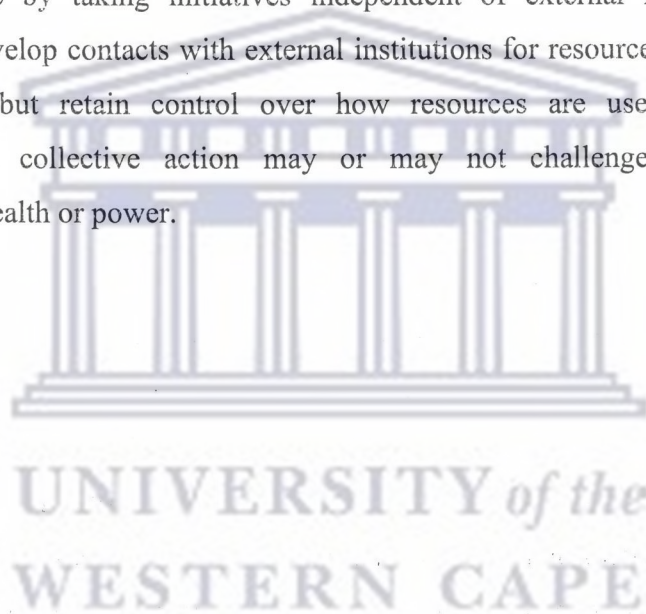 by taking initiatives independent of external
velop contacts with external institutions for resource
but retain control over how resources are use
collective action may or may not challenge
ealth or power.
UNIVERSITY of the
WESTERN CAPE